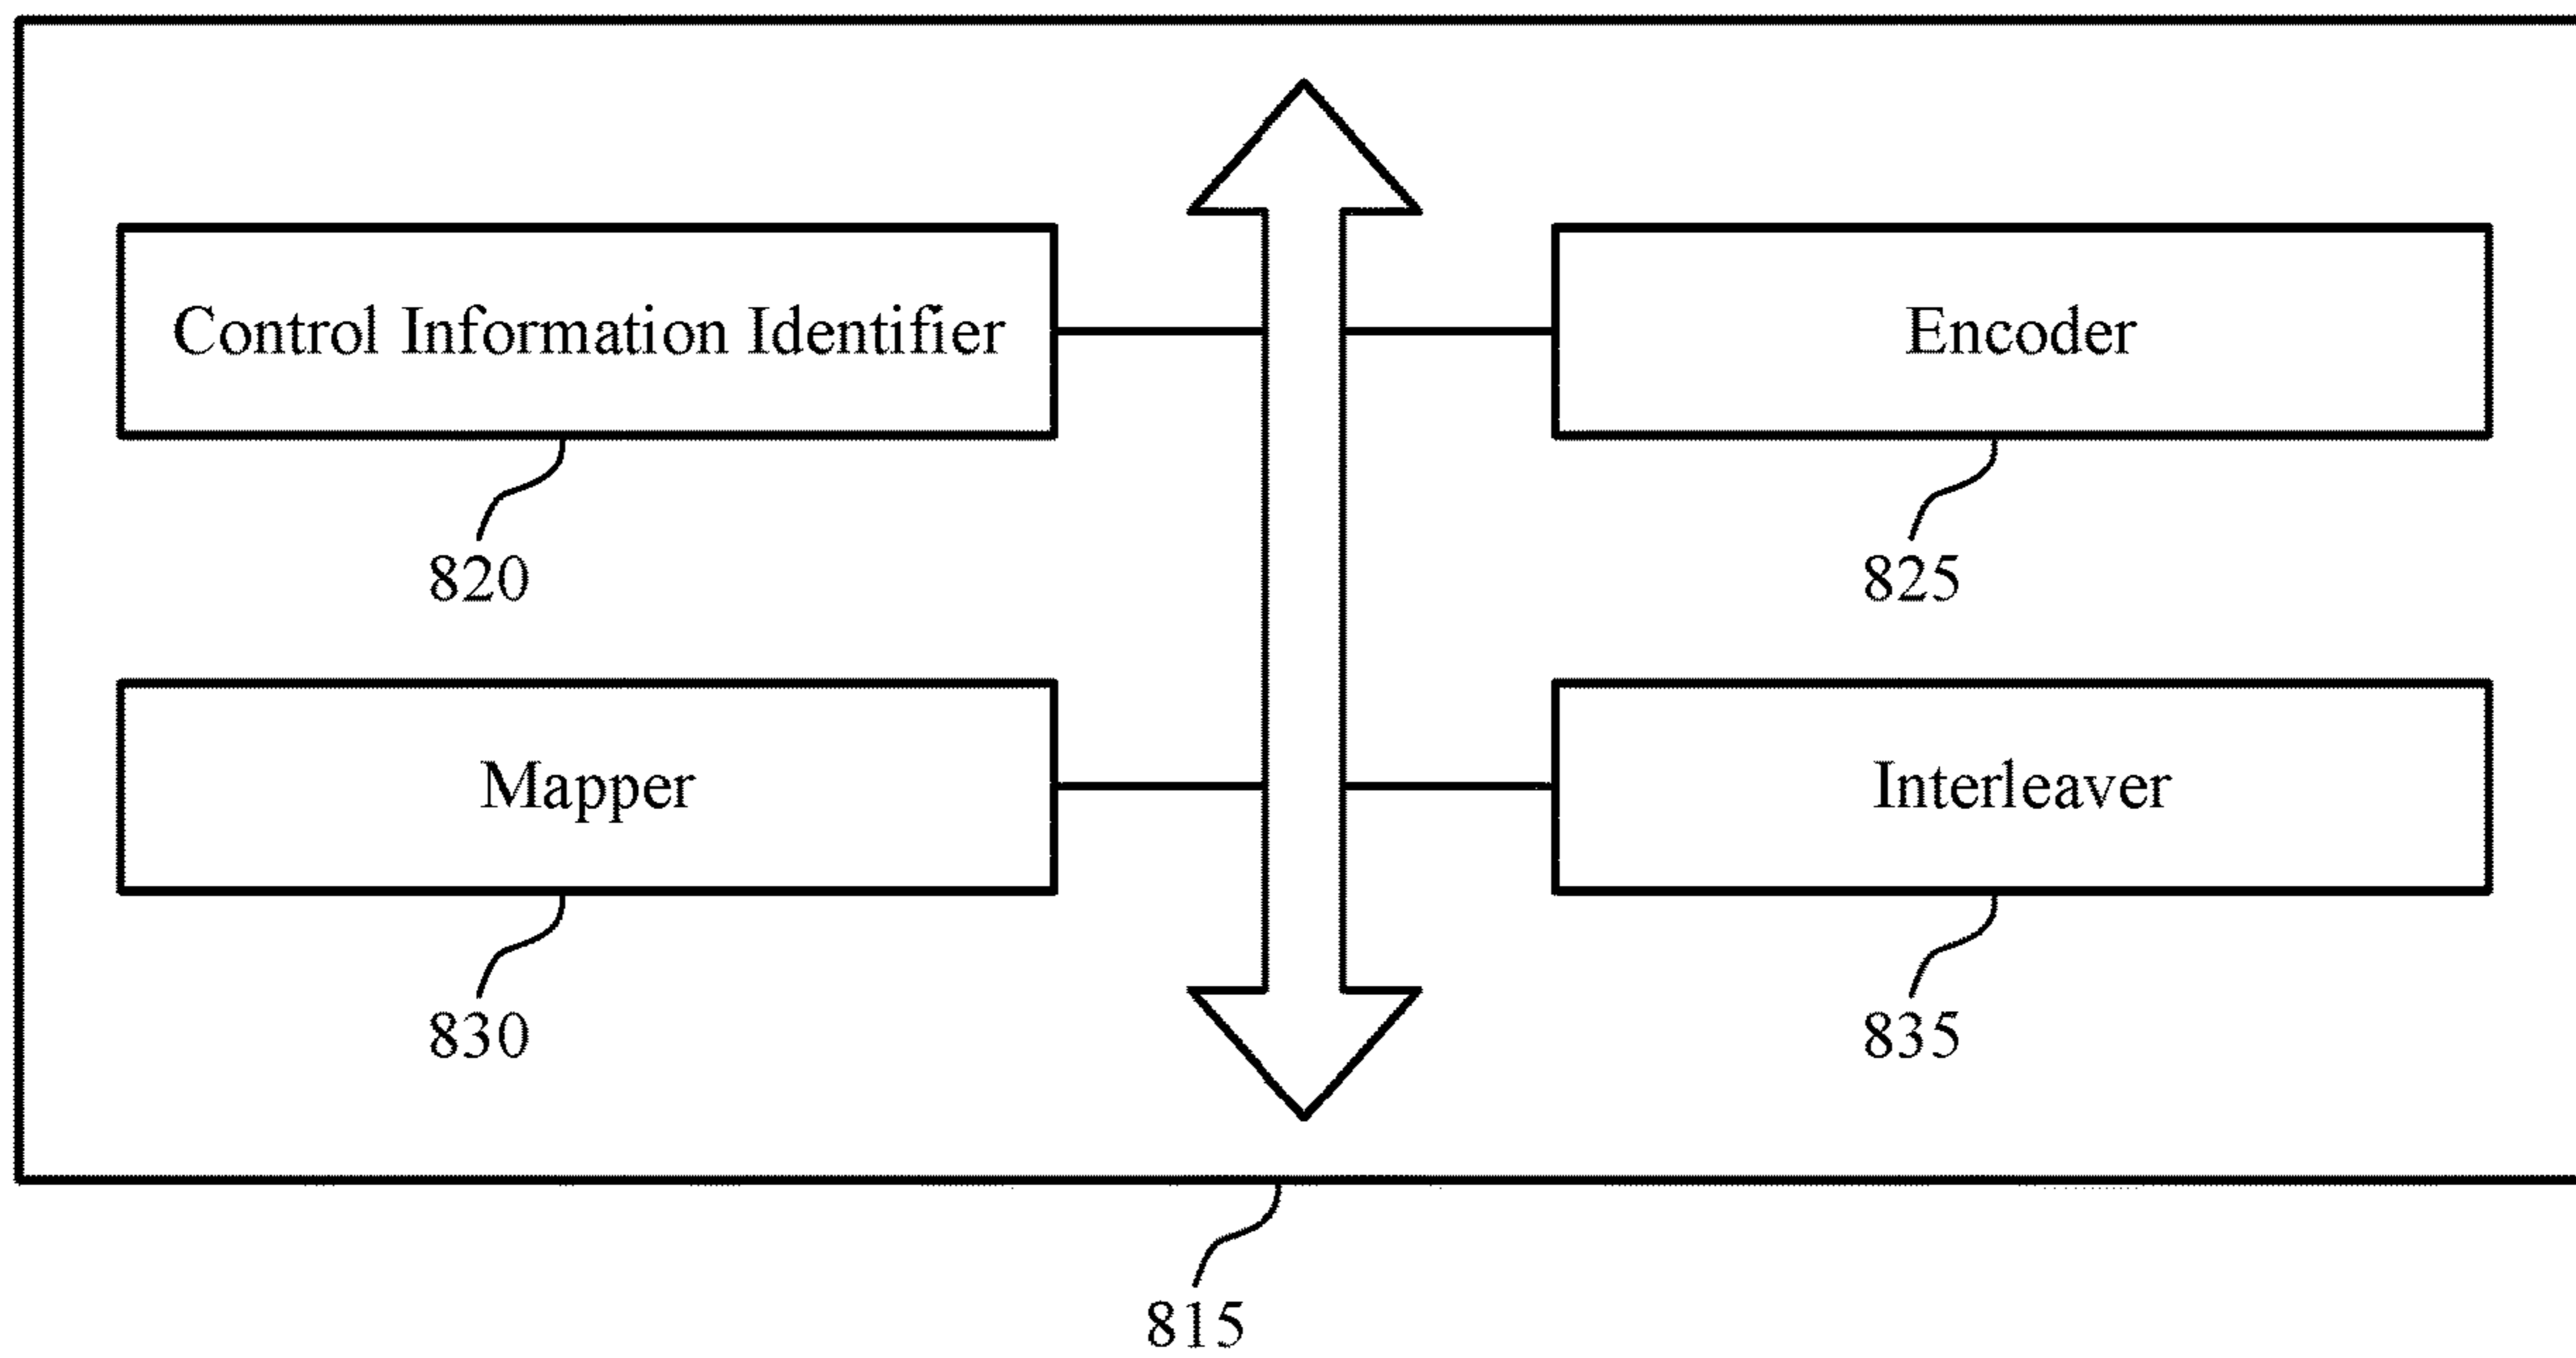 Control Information Identifier
Encoder
820
825
Mapper
Interleaver
830
835
815